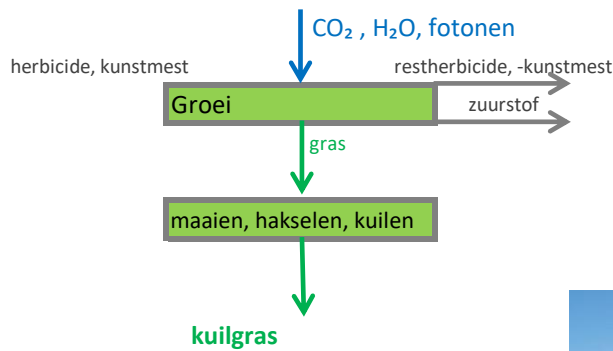 CO₂ , H₂O, fotonen
herbicide, kunstmest
restherbicide, -kunstmest
Groei
zuurstof
gras
maaien, hakselen, kuilen
kuilgras